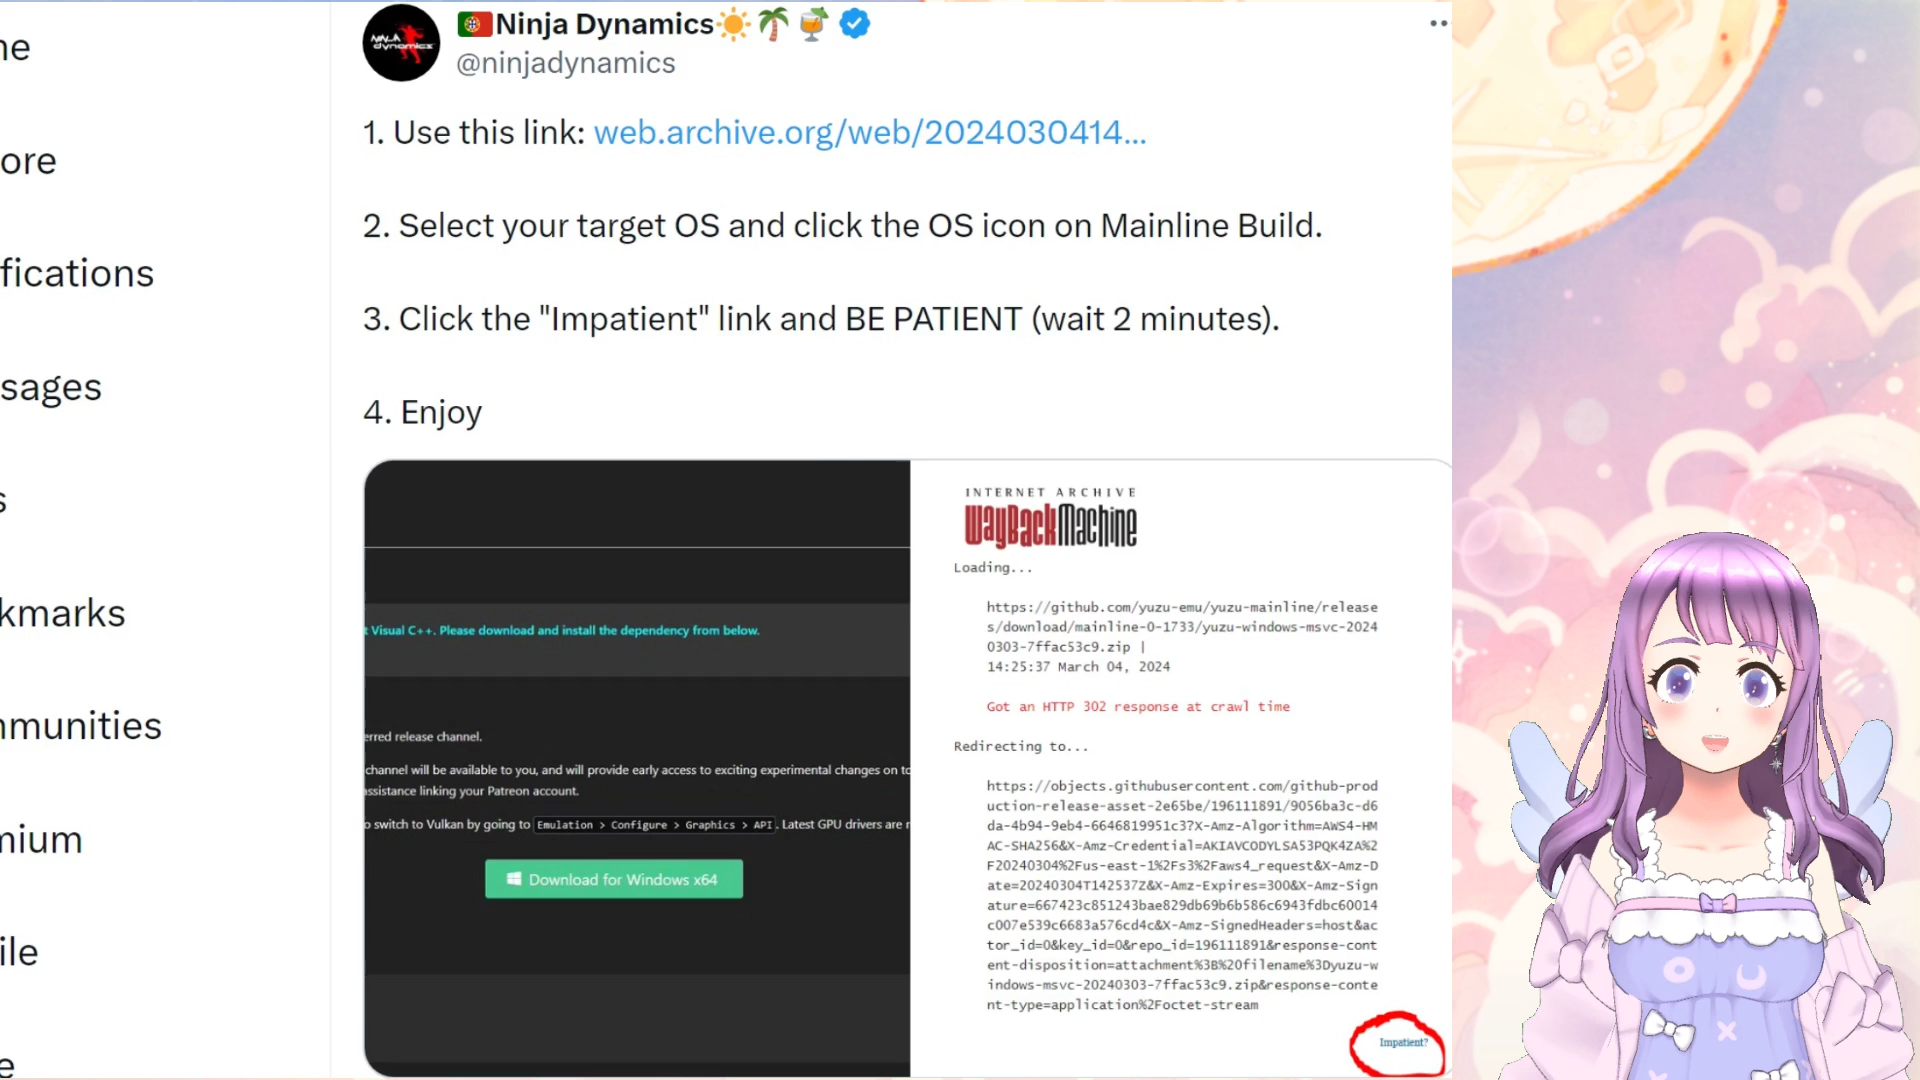 ne
ore
ifications
sages
s
kmarks
mmunities
mium
ile
e
Ninja Dynamics
@ninjadynamics
1. Use this link: web.archive.org/web/2024030414...
2. Select your target OS and click the OS icon on Mainline Build.
3. Click the "Impatient" link and BE PATIENT (wait 2 minutes).
4. Enjoy
t Visual C++. Please download and install the dependency from below.
erred release channel.
channel will be available to you, and will provide early access to exciting experimental changes on to
assistance linking your Patreon account.
o switch to Vulkan by going to Emulation > Configure > Graphics > API. Latest GPU drivers are r
Download for Windows x64
INTERNET ARCHIVE
WayBackMachine
Loading...
https://github.com/yuzu-emu/yuzu-mainline/release
s/download/mainline-0-1733/yuzu-windows-msvc-2024
0303-7ffac53c9.zip |
14:25:37 March 04, 2024
Got an HTTP 302 response at crawl time
Redirecting to...
https://objects.githubusercontent.com/github-prod
uction-release-asset-2e65be/196111891/9056ba3c-d6
da-4b94-9eb4-6646819951c3?X-Amz-Algorithm=AWS4-HM
AC-SHA256&X-Amz-Credential=AKIAVCODYLSA53PQK4ZA%2
F20240304%2Fus-east-1%2Fs3%2Faws4_request&X-Amz-D
ate=20240304T142537Z&X-Amz-Expires=300&X-Amz-Sign
ature=667423c851243bae829db69b6b586c6943fdbc60014
c007e539c6683a576cd4c&X-Amz-SignedHeaders=host&ac
tor_id=0&key_id=0&repo_id=196111891&response-cont
ent-disposition=attachment%3B%20filename%3Dyuzu-w
indows-msvc-20240303-7ffac53c9.zip&response-conte
nt-type=application%2Foctet-stream
Impatient?